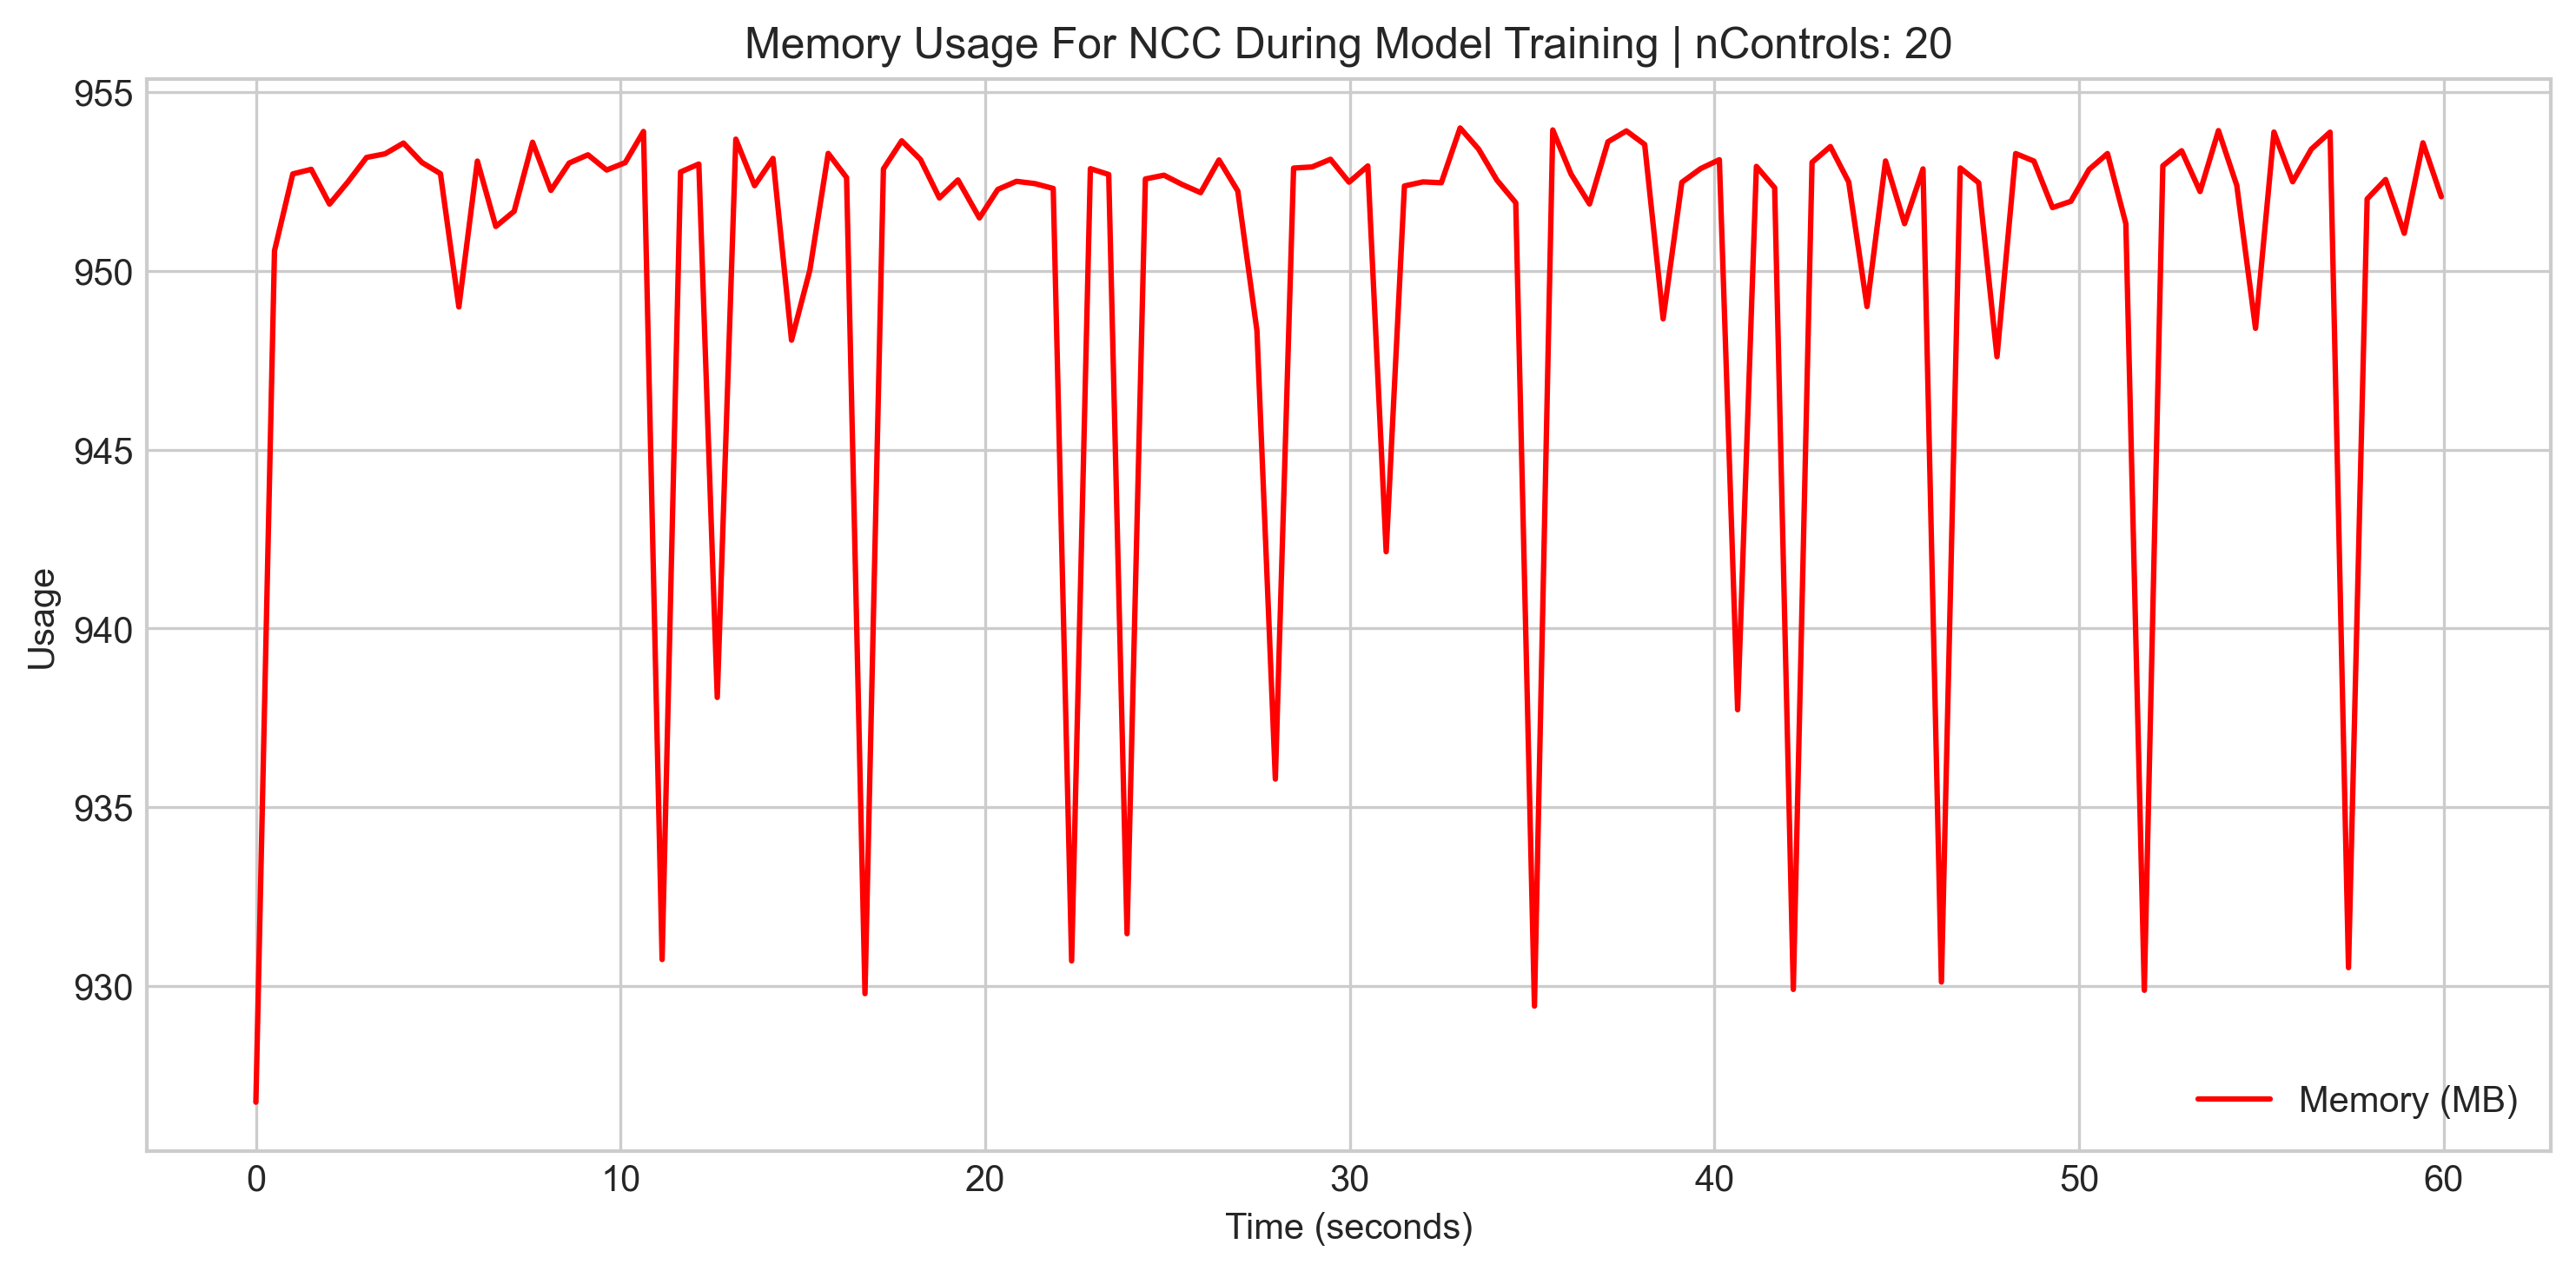 Memory Usage For NCC During Model Training | nControls: 20
955
950
945
940
935
930
Usage
0 10 20 30 40 50 60
Time (seconds)
Memory (MB)